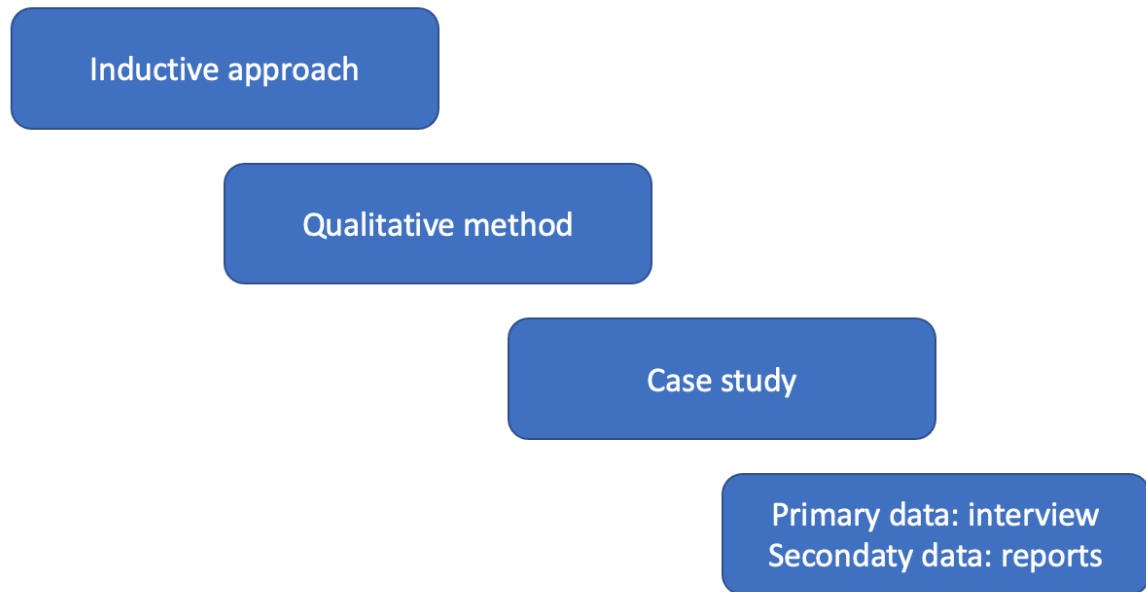 Inductive approach
Qualitative method
Case study
Primary data: interview
Secondaty data: reports